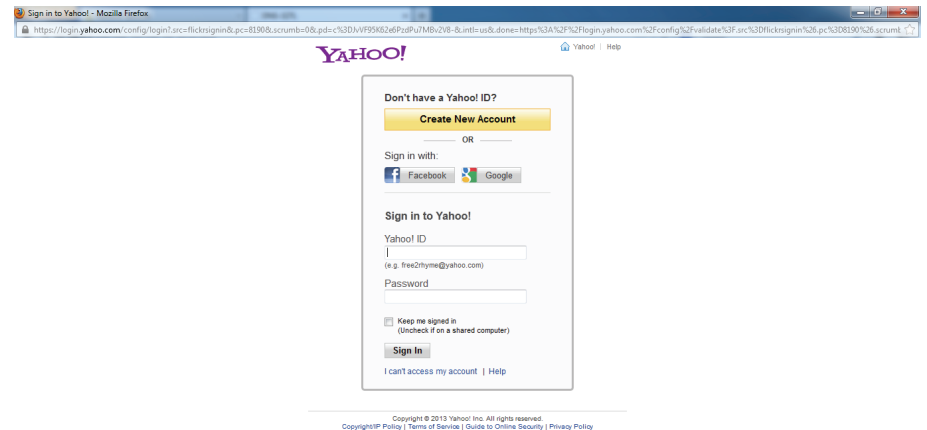 Sign in to Yahoo! - Mozilla Firefox
https://login.yahoo.com/config/login?.src=flickrsignin&.pc=8190&.scrumb=0&.pd=c%3DJvVF95K62e6PzdPu7MBv2V8-&.intl=us&.done=https%3A%2F%2Flogin.yahoo.com%2Fconfig%2Fvalidate%3F.src%3Dflickrsignin%26.pc%3D8190%26.scrumb
YAHOO!
Yahoo! | Help
Don't have a Yahoo! ID?
Create New Account
OR
Sign in with:
Facebook Google
Sign in to Yahoo!
Yahoo! ID
(e.g. free2rhyme@yahoo.com)
Password
Keep me signed in
(Uncheck if on a shared computer)
Sign In
I can't access my account | Help
Copyright © 2013 Yahoo! Inc. All rights reserved.
Copyright/IP Policy | Terms of Service | Guide to Online Security | Privacy Policy